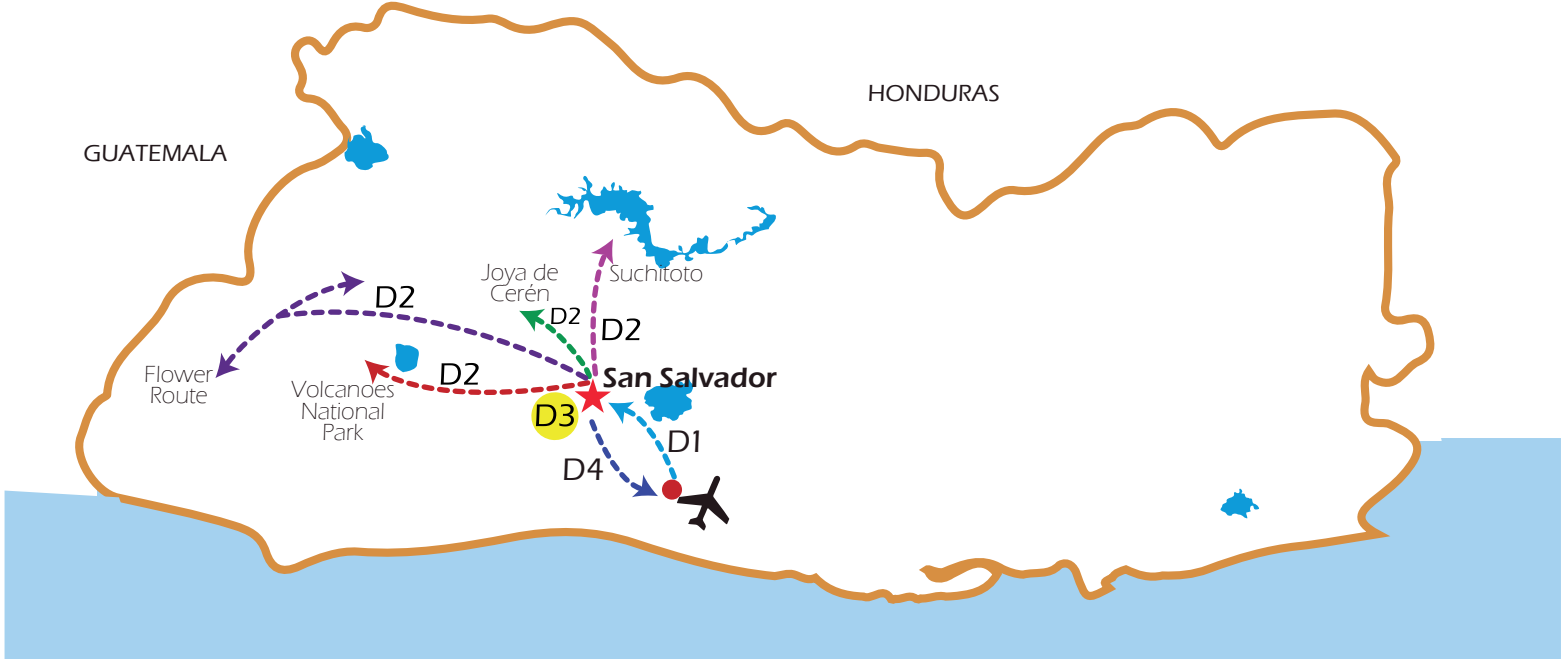 HONDURAS
GUATEMALA
Joya de
Cerén
Suchitoto
D2
D2
D2
Flower
Route
Volcanoes
National
Park
D2
San Salvador
D3
D1
D4